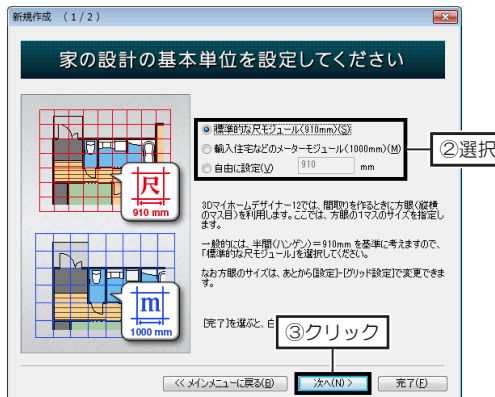 新規作成 (1/2)
家の設計の基本単位を設定してください
標準的な尺モジュール(910mm)(S)
輸入住宅などのメーターモジュール(1000mm)(M)
自由に設定(V) 910 mm
②選択
尺
910 mm
m
1000 mm
3Dマイホームデザイナー12では、間取りを作るときに方眼(縦横
のマス目)を利用します。ここでは、方眼の1マスのサイズを指定し
ます。
一般的には、半間(ハンゲン)=910mm を基準に考えますので、
「標準的な尺モジュール」を選択してください。
なお方眼のサイズは、あとから[設定]-[グリッド設定]で変更できま
す。
[完了]を選ぶと、
③クリック
<< メインメニューに戻る(B)
次へ(N) >
完了(F)